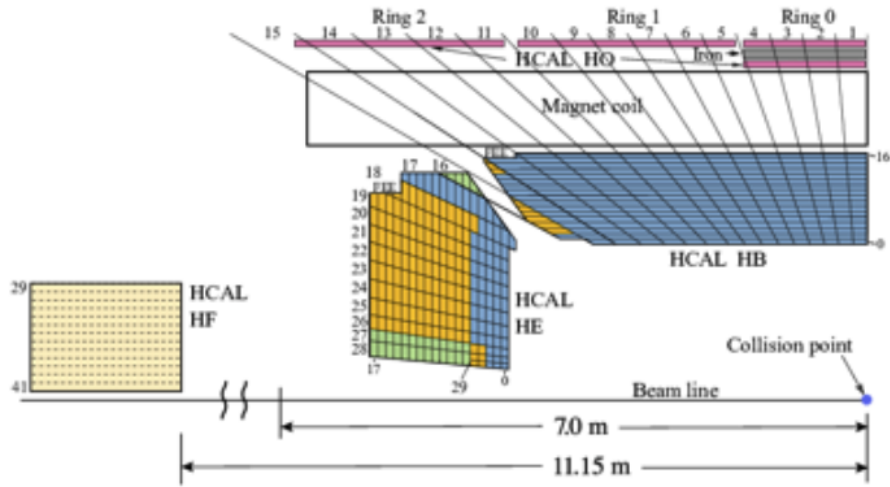 Ring 2 Ring 1 Ring 0
15 14 13 12 11 10 9 8 7 6 5 4 3 2 1
HCAL HO Iron
Magnet coil
FEE
16
18 17 16
FEE
19
20
21
22
23
24
25
26
27
28
0
HCAL HB
HCAL
HE
29
HCAL
HF
41
17
29
0
Collision point
Beam line
7.0 m
11.15 m